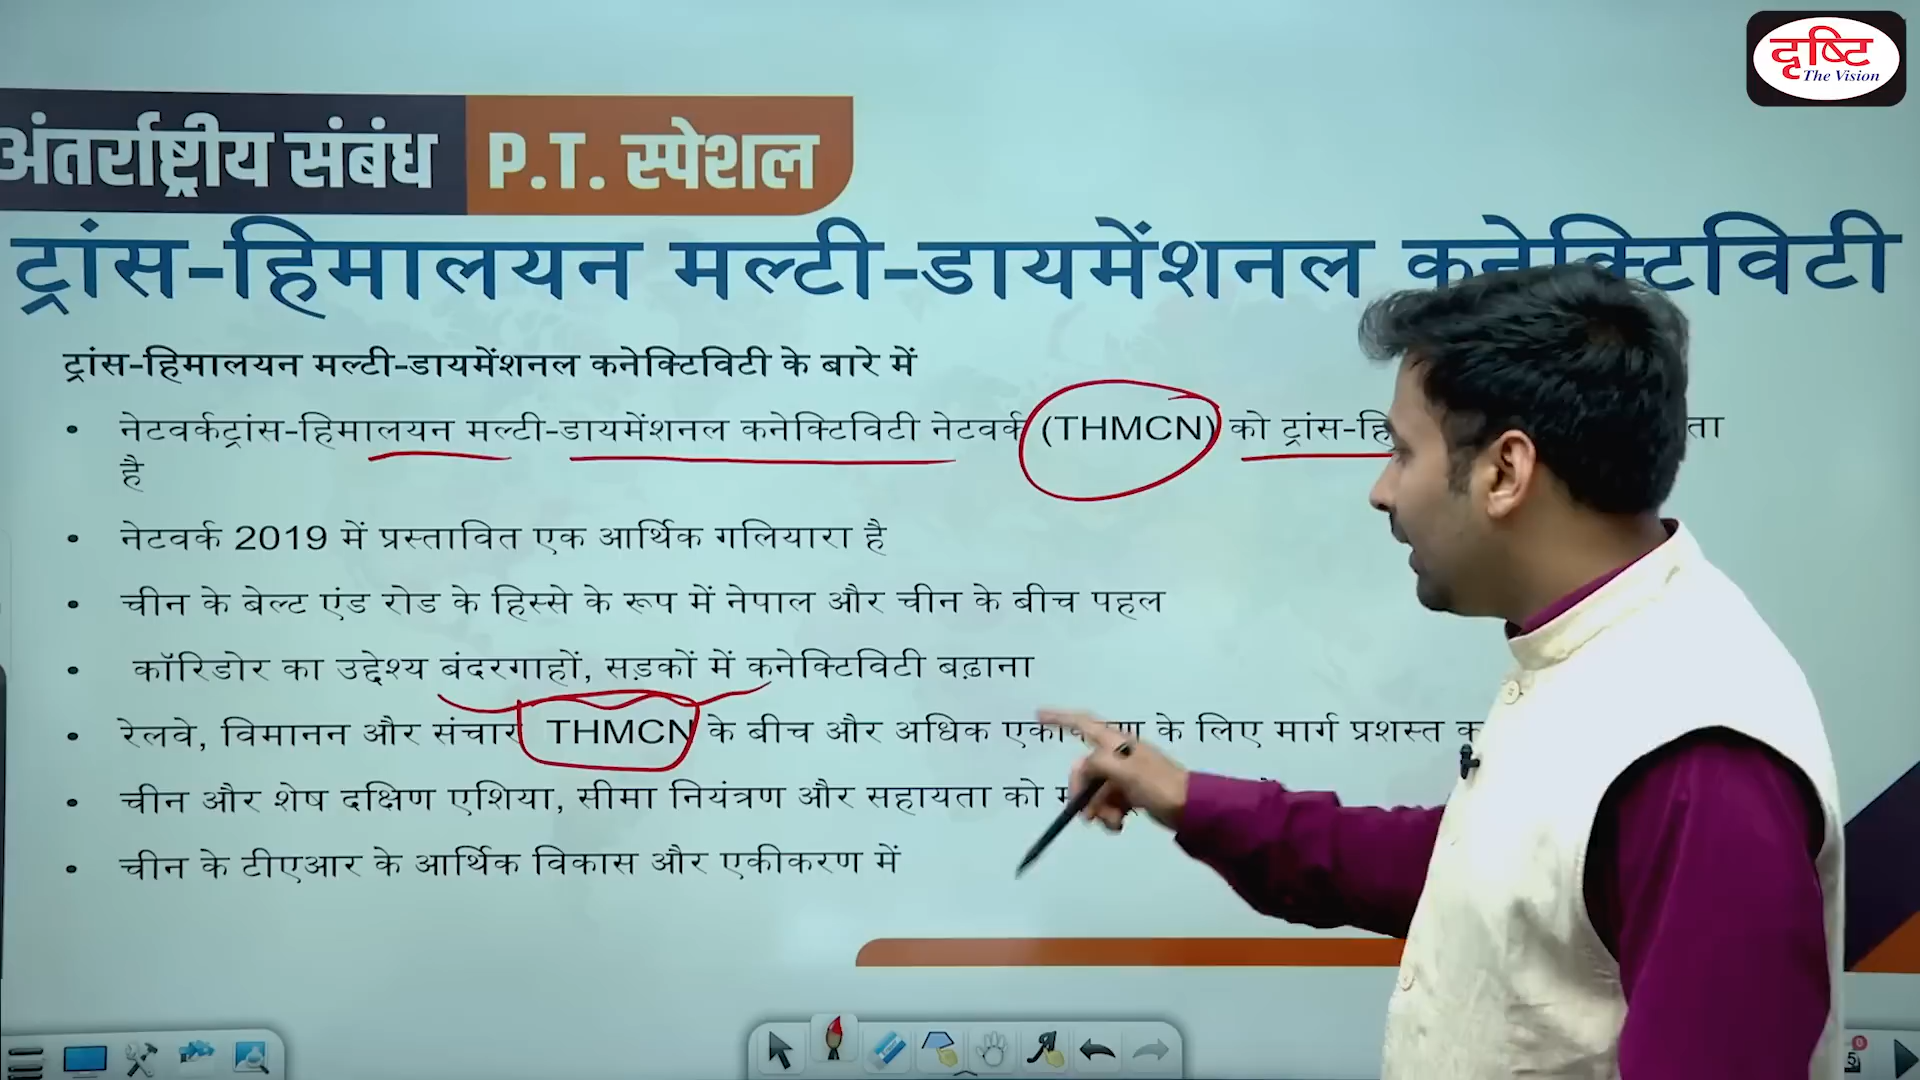 दृष्टि
The Vision
अंतर्राष्ट्रीय संबंध P.T. स्पेशल
ट्रांस-हिमालयन मल्टी-डायमेंशनल कनेक्टिविटी
ट्रांस-हिमालयन मल्टी-डायमेंशनल कनेक्टिविटी के बारे में
• नेटवर्कट्रांस-हिमालयन मल्टी-डायमेंशनल कनेक्टिविटी नेटवर्क (THMCN) को
है
• नेटवर्क 2019 में प्रस्तावित एक आर्थिक गलियारा है
• चीन के बेल्ट एंड रोड के हिस्से के रूप में नेपाल और चीन के बीच पहल
• कॉरिडोर का उद्देश्य बंदरगाहों, सड़कों में कनेक्टिविटी बढ़ाना
• रेलवे, विमानन और संचार THMCN के बीच और अधिक के लिए मार्ग प्रशस्त
• चीन और शेष दक्षिण एशिया, सीमा नियंत्रण और सहायता को
• चीन के टीएआर के आर्थिक विकास और एकीकरण में